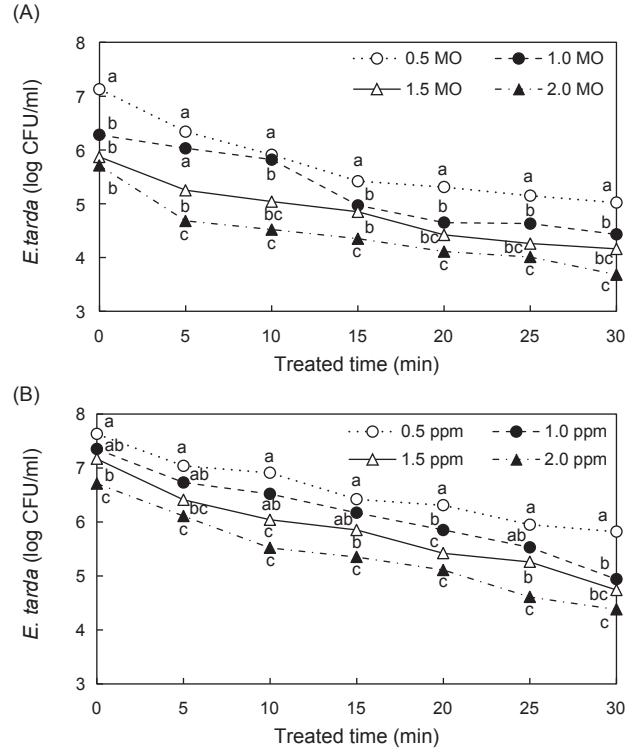 (A)
8
7
6
5
4
3
E.tarda (log CFU/ml)
0.5 MO
1.0 MO
1.5 MO
2.0 MO
a
a
a
a
a
a
a
b
b
b
a
b
b
b
b
b
bc
b
bc
bc
bc
c
c
c
c
c
c
0
5
10
15
20
25
30
Treated time (min)
(B)
8
7
6
5
4
3
E. tarda (log CFU/ml)
0.5 ppm
1.0 ppm
1.5 ppm
2.0 ppm
a
a
a
a
a
a
a
ab
ab
ab
ab
b
ab
b
b
bc
c
b
c
b
bc
c
c
c
c
c
c
c
0
5
10
15
20
25
30
Treated time (min)